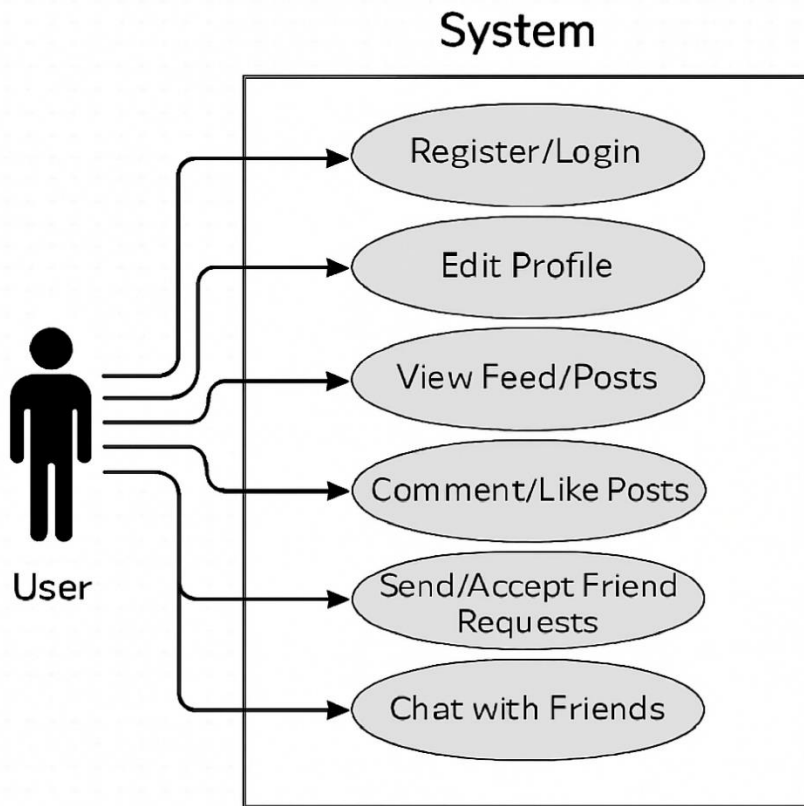 System
Register/Login
Edit Profile
View Feed/Posts
Comment/Like Posts
Send/Accept Friend
Requests
Chat with Friends
User